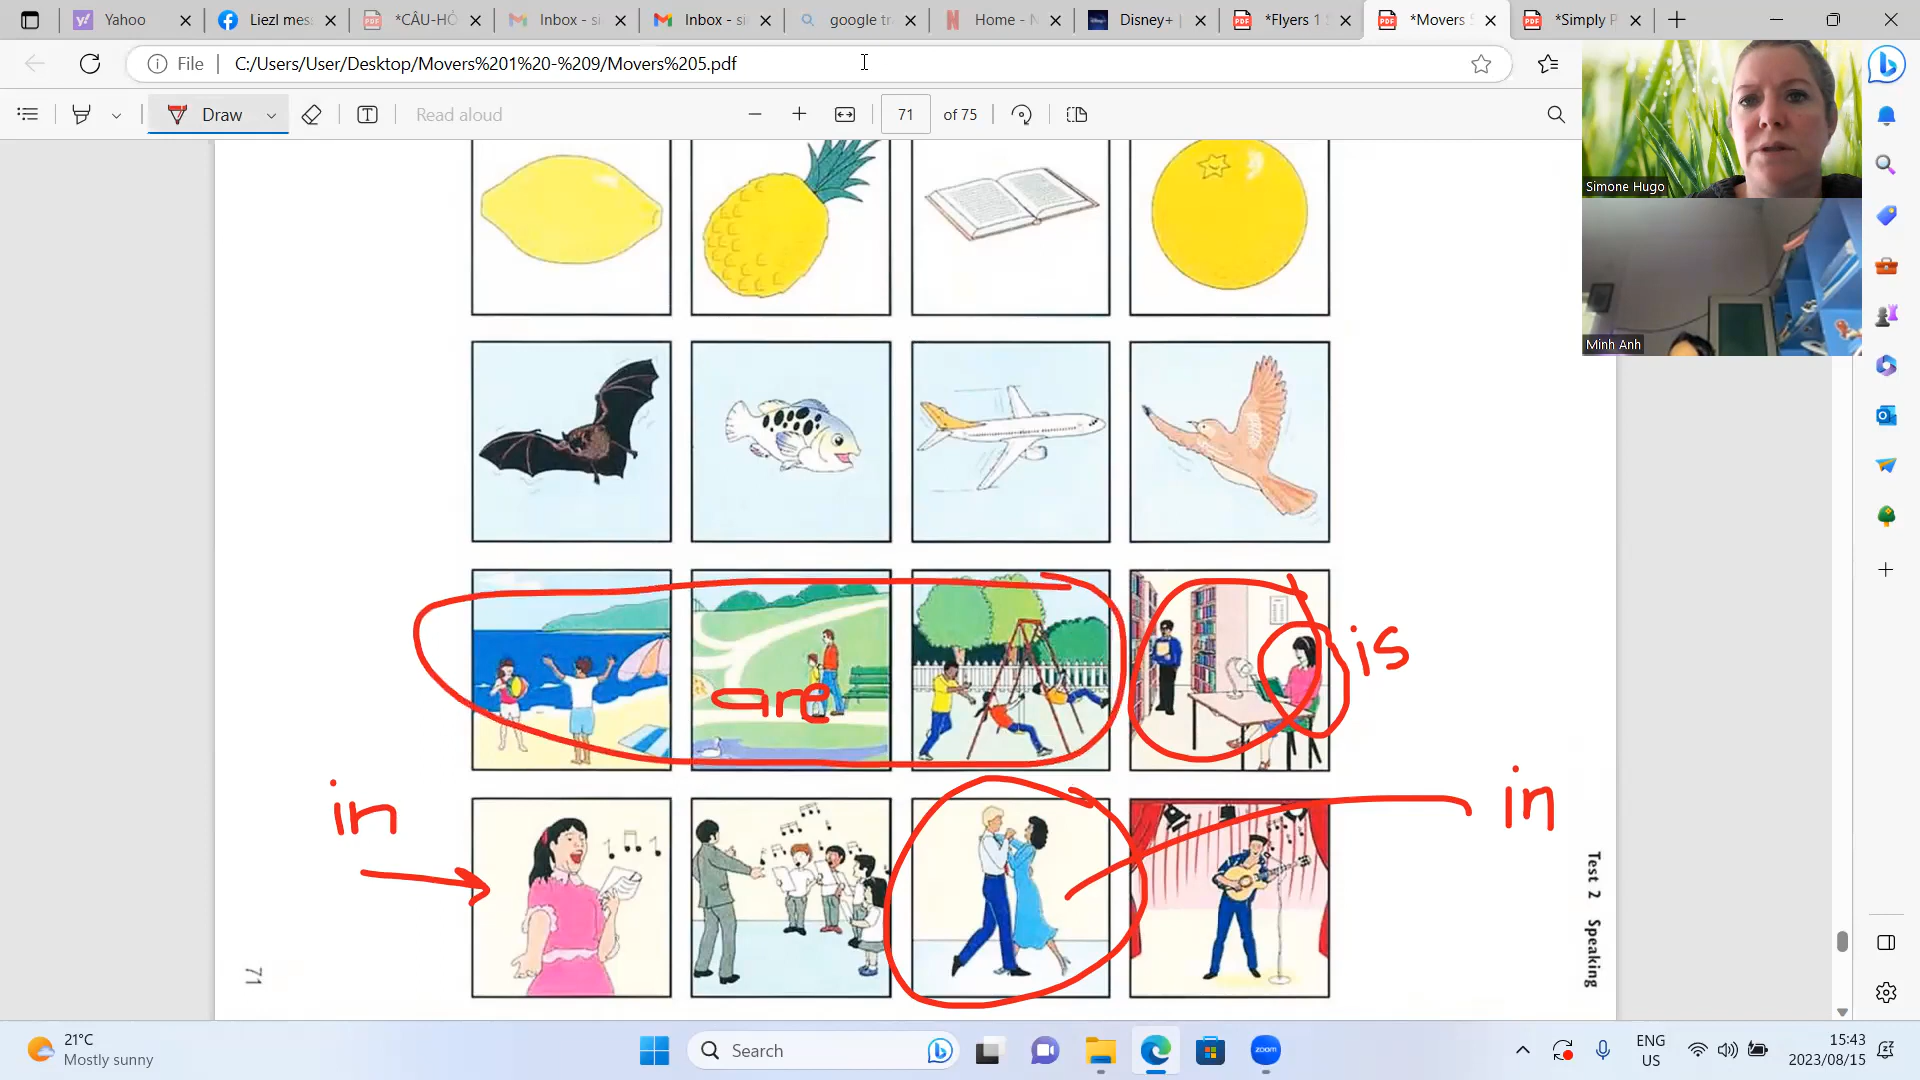 Yahoo
Liezl mes
*CÂU-HỎ
Inbox - si
Inbox - si
google tr
Home - N
Disney+ |
*Flyers 1
*Movers 5
*Simply P
File
C:/Users/User/Desktop/Movers%201%20-%209/Movers%205.pdf
Draw
Read aloud
71
of 75
Simone Hugo
Minh Anh
are
is
in
in
Test 2 Speaking
71
21°C
Mostly sunny
Search
zoom
ENG
US
15:43
2023/08/15